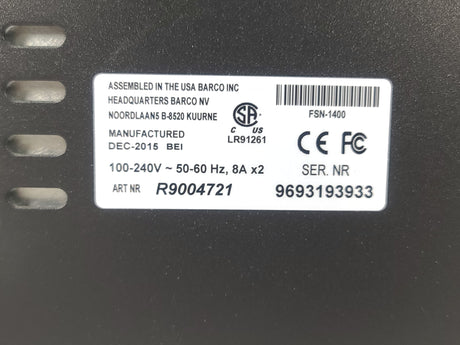 ASSEMBLED IN THE USA BARCO INC
HEADQUARTERS BARCO NV
NOORDLAAN5 B-8520 KUURNE
MANUFACTURED
DEC-2015 BEI
C US
LR91261
FSN-1400
CE FC
100-240V ~ 50-60 Hz, 8A x2
SER. NR
ART NR R9004721
9693193933